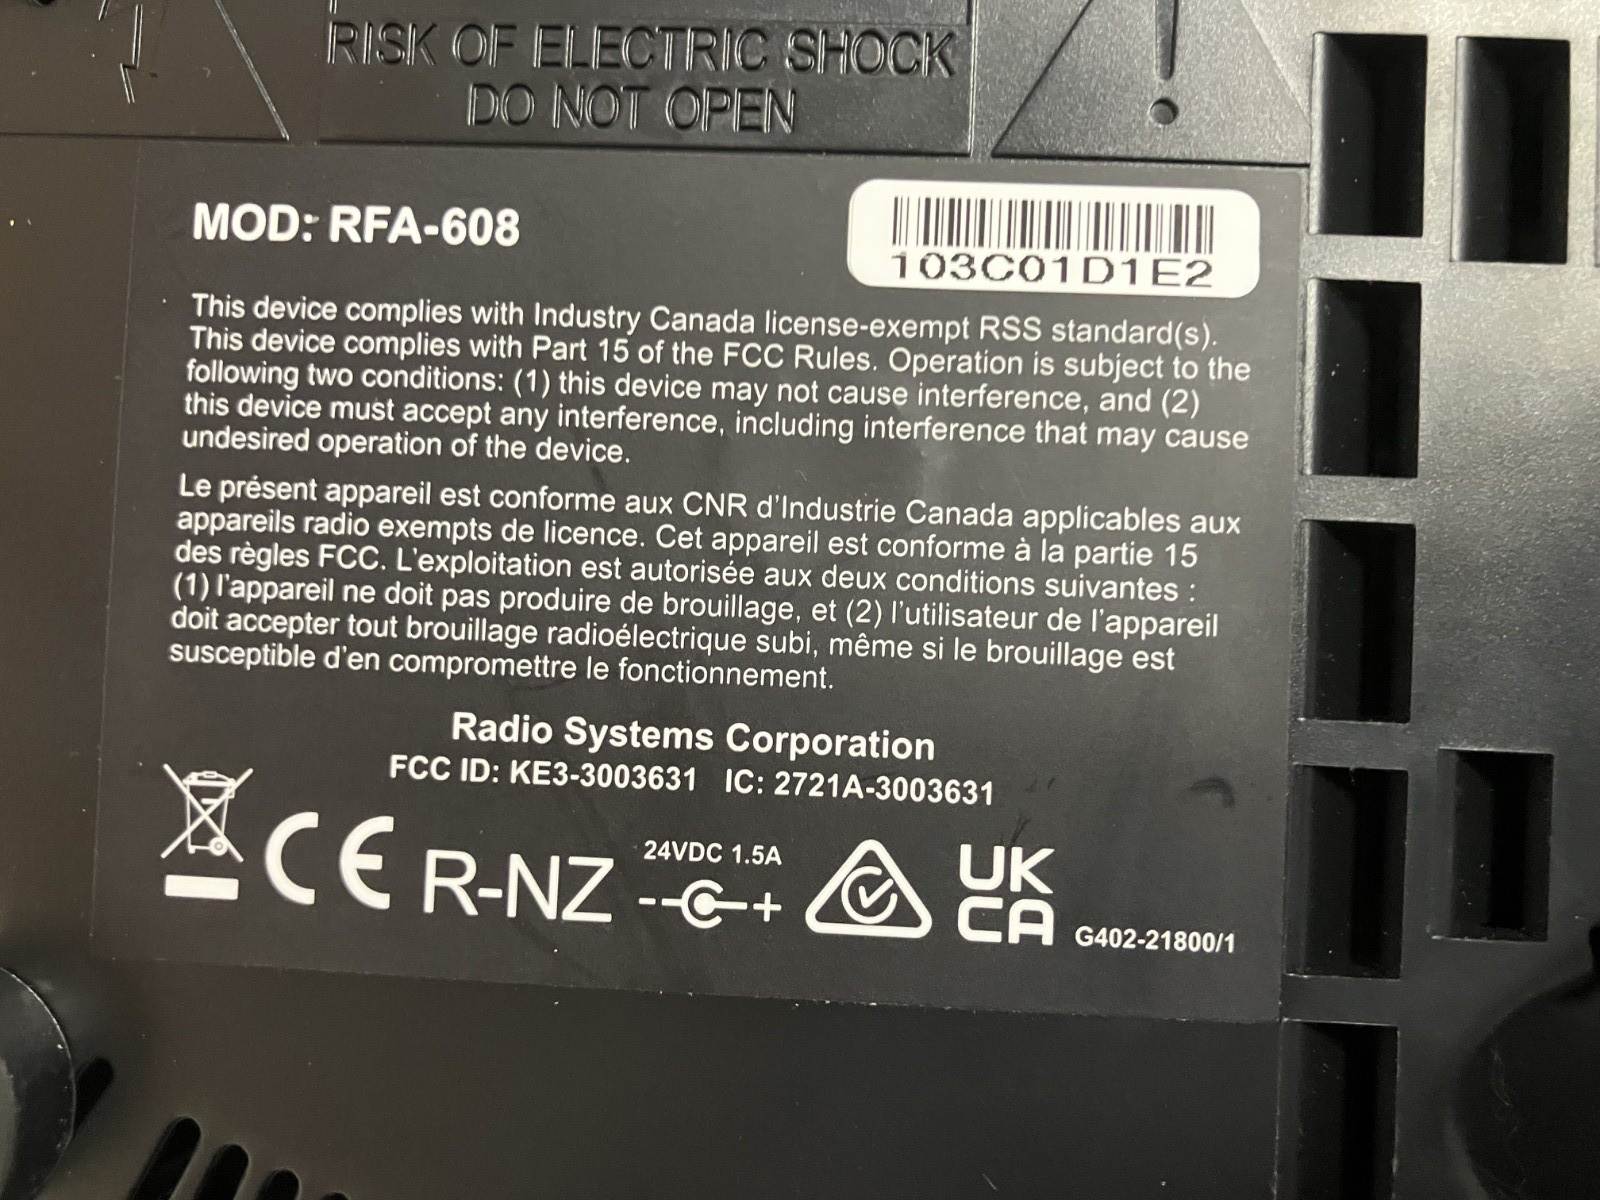 RISK OF ELECTRIC SHOCK
DO NOT OPEN
MOD: RFA-608
103C01D1E2
This device complies with Industry Canada license-exempt RSS standard(s).
This device complies with Part 15 of the FCC Rules. Operation is subject to the
following two conditions: (1) this device may not cause interference, and (2)
this device must accept any interference, including interference that may cause
undesired operation of the device.
Le présent appareil est conforme aux CNR d'Industrie Canada applicables aux
appareils radio exempts de licence. Cet appareil est conforme à la partie 15
des règles FCC. L'exploitation est autorisée aux deux conditions suivantes :
(1) l'appareil ne doit pas produire de brouillage, et (2) l'utilisateur de l'appareil
doit accepter tout brouillage radioélectrique subi, même si le brouillage est
susceptible d'en compromettre le fonctionnement.
Radio Systems Corporation
FCC ID: KE3-3003631 IC: 2721A-3003631
CE
R-NZ
24VDC 1.5A
UK
CA
G402-21800/1